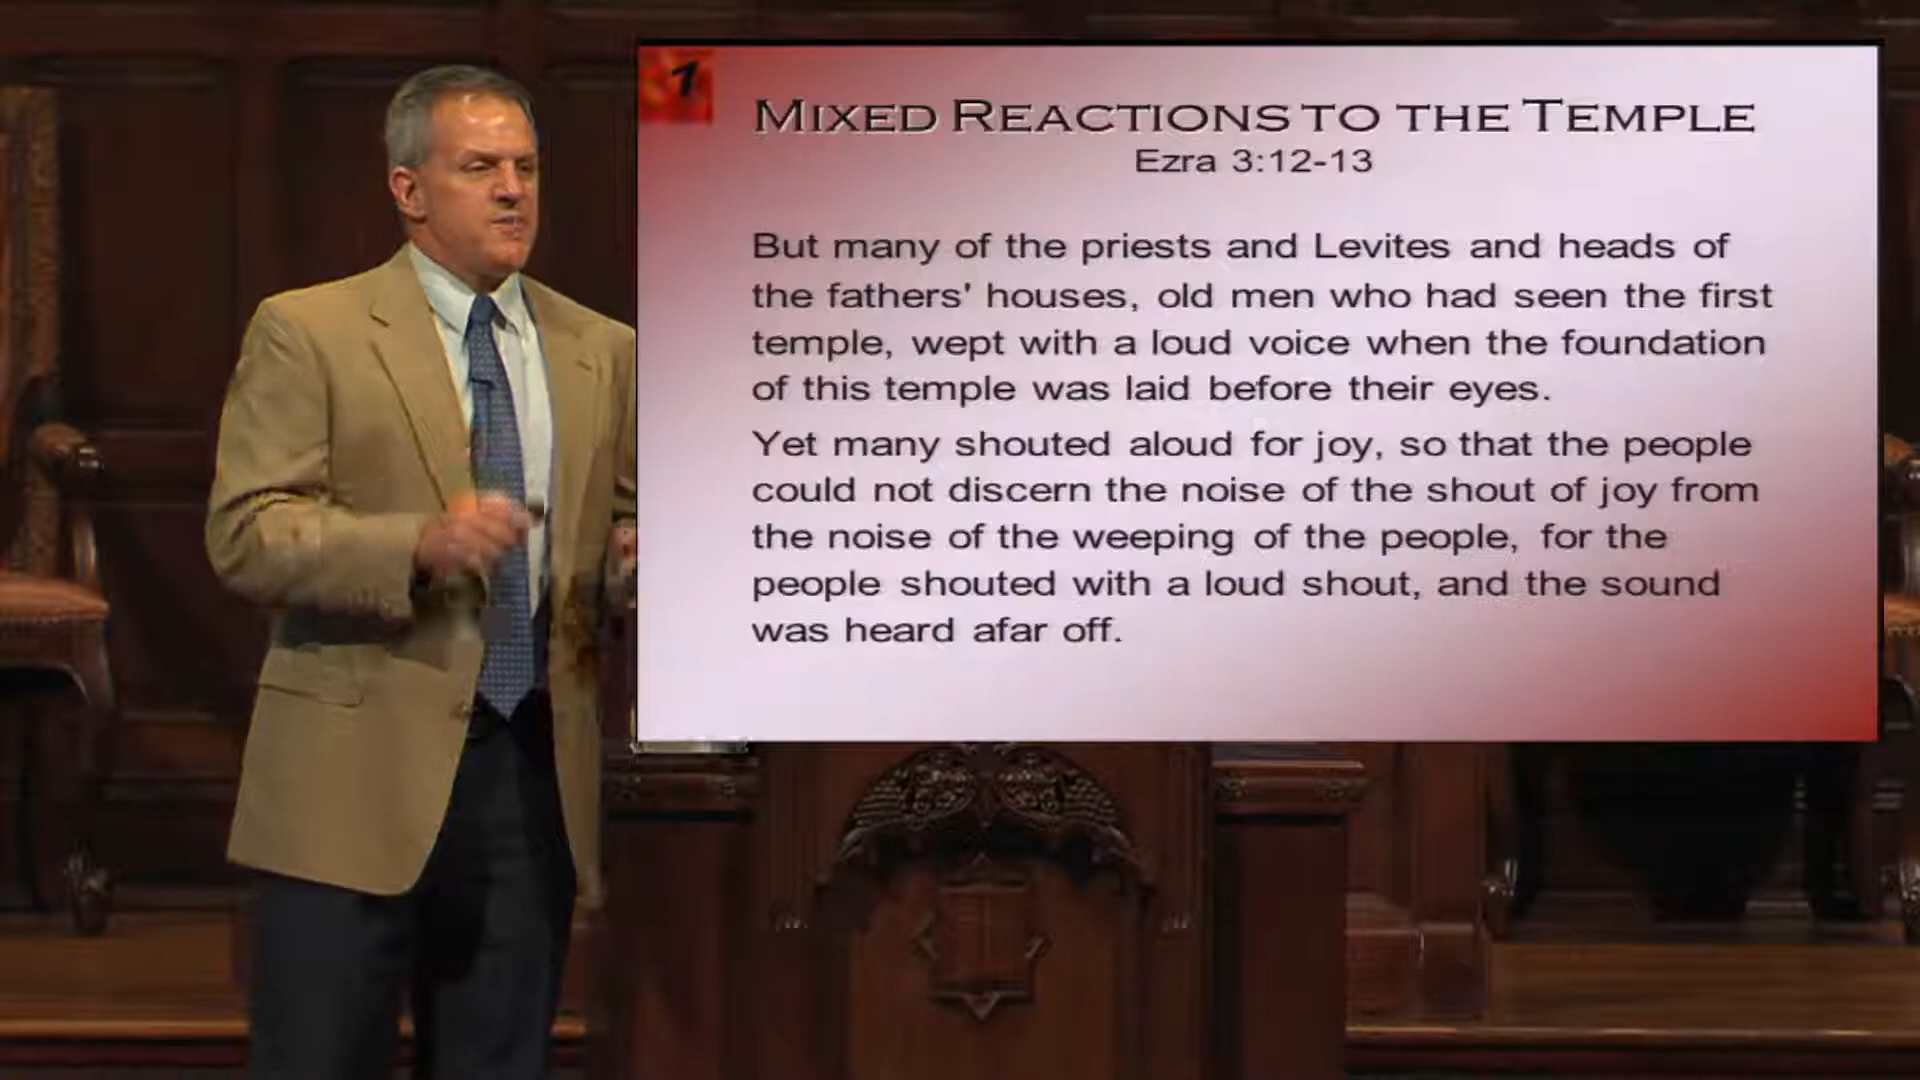 1
MIXED REACTIONS TO THE TEMPLE
Ezra 3:12-13
But many of the priests and Levites and heads of
the fathers' houses, old men who had seen the first
temple, wept with a loud voice when the foundation
of this temple was laid before their eyes.
Yet many shouted aloud for joy, so that the people
could not discern the noise of the shout of joy from
the noise of the weeping of the people, for the
people shouted with a loud shout, and the sound
was heard afar off.